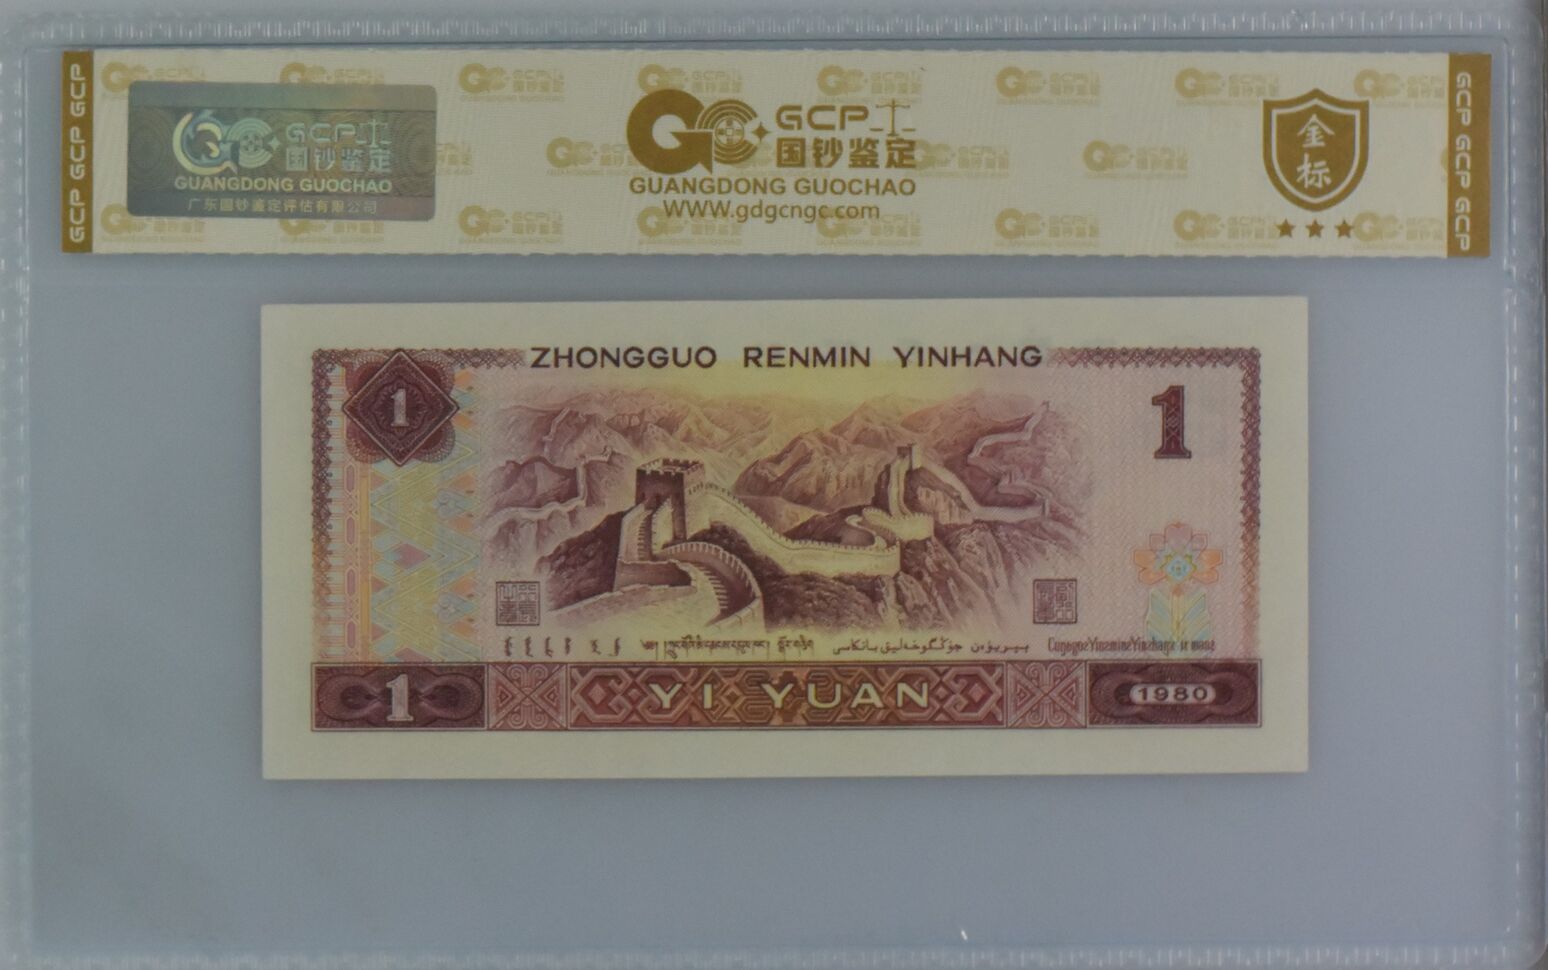 GCP GCP GCP
GCP 国钞鉴定
GUANGDONG GUOCHAO
广东国钞鉴定评估有限公司
GCP
国钞鉴定
GUANGDONG GUOCHAO
WWW.gdgcngc.com
金标
GCP GCP GCP
ZHONGGUO RENMIN YINHANG
1
1
1
YI YUAN
1980